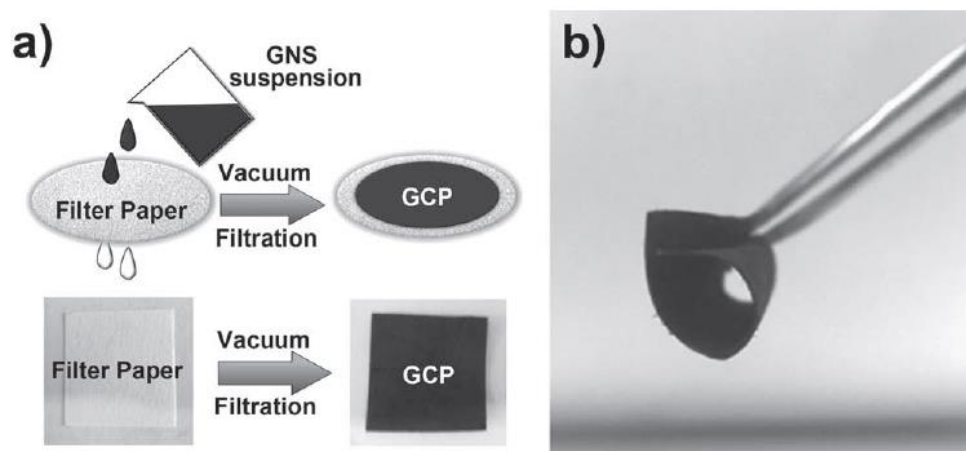 a)
GNS
suspension
Vacuum
Filter Paper
GCP
Filtration
Vacuum
Filter Paper
GCP
Filtration
b)